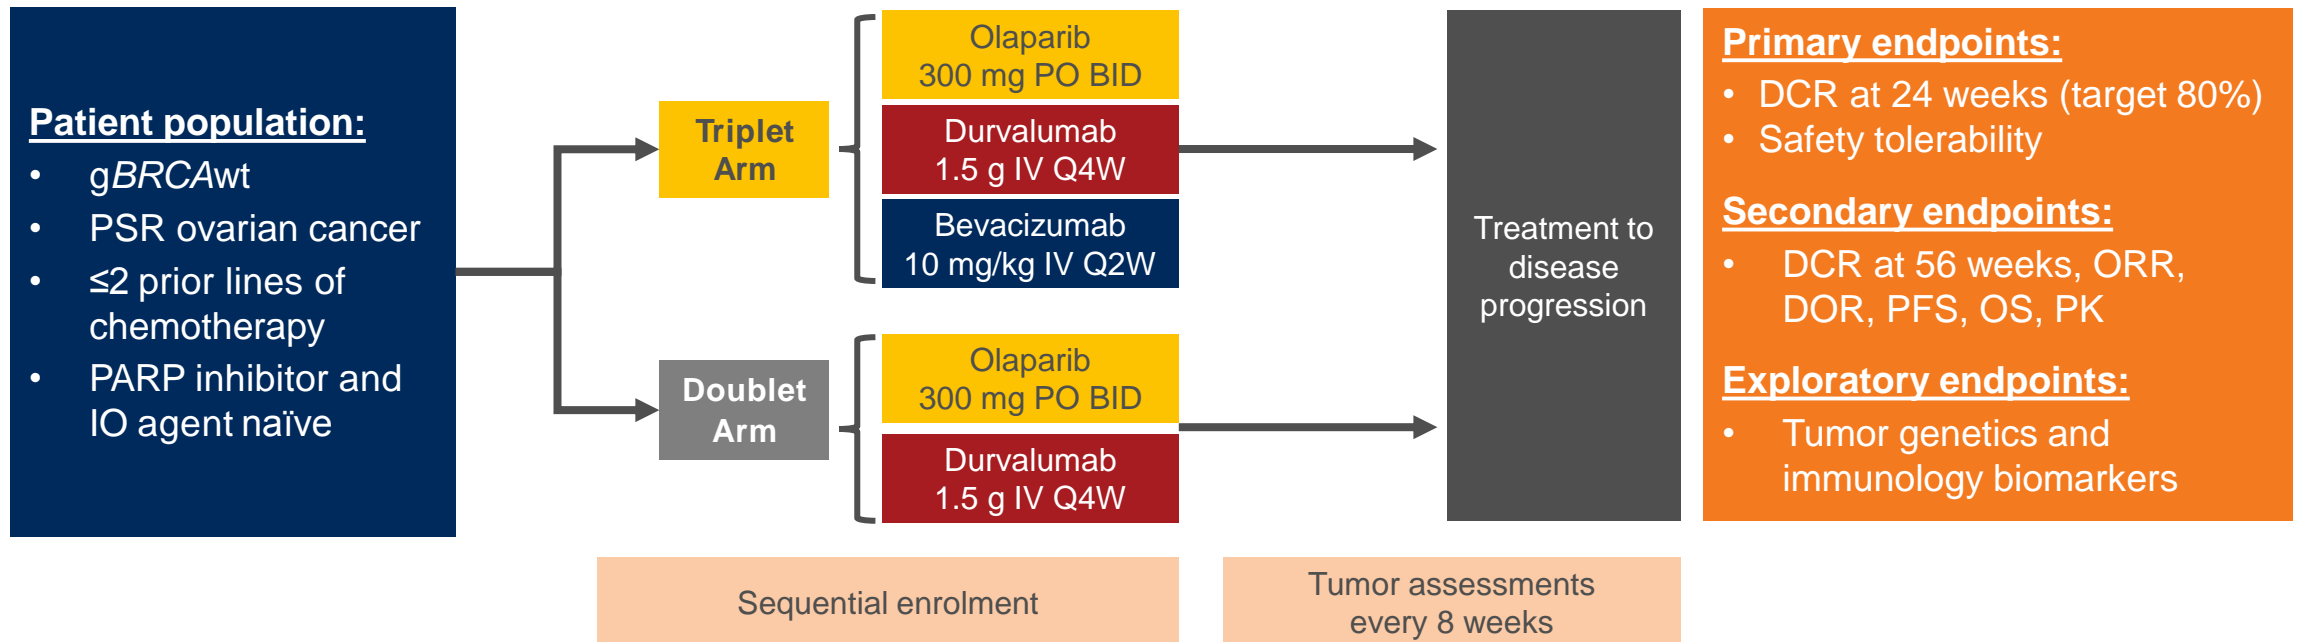 Patient population:
• gBRCAwt
• PSR ovarian cancer
• ≤2 prior lines of
chemotherapy
• PARP inhibitor and
IO agent naïve
Triplet
Arm
Olaparib
300 mg PO BID
Durvalumab
1.5 g IV Q4W
Bevacizumab
10 mg/kg IV Q2W
Doublet
Arm
Olaparib
300 mg PO BID
Durvalumab
1.5 g IV Q4W
Treatment to
disease
progression
Primary endpoints:
• DCR at 24 weeks (target 80%)
• Safety tolerability
Secondary endpoints:
• DCR at 56 weeks, ORR,
DOR, PFS, OS, PK
Exploratory endpoints:
• Tumor genetics and
immunology biomarkers
Sequential enrolment
Tumor assessments
every 8 weeks